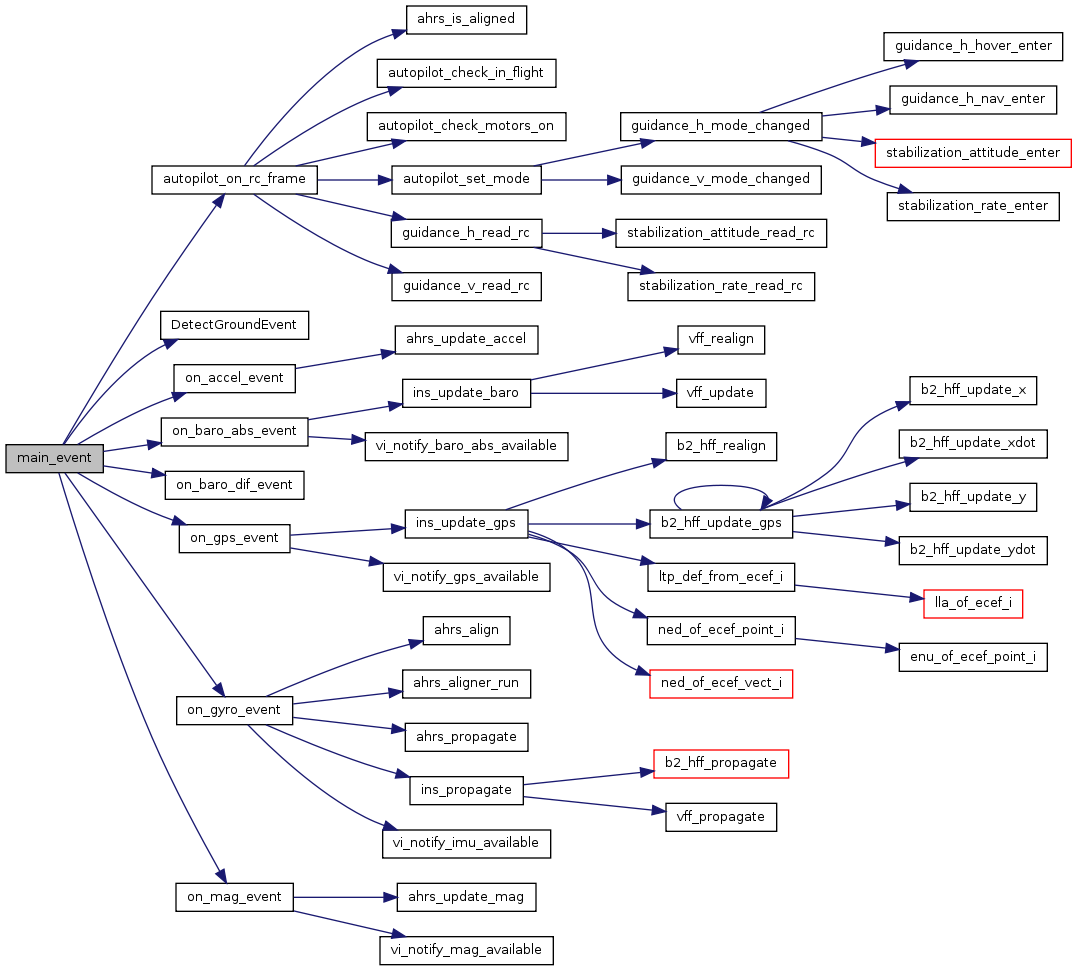 ahrs_is_aligned
guidance_h_hover_enter
autopilot_check_in_flight
guidance_h_nav_enter
autopilot_check_motors_on
guidance_h_mode_changed
stabilization_attitude_enter
autopilot_on_rc_frame
autopilot_set_mode
guidance_v_mode_changed
stabilization_rate_enter
guidance_h_read_rc
stabilization_attitude_read_rc
guidance_v_read_rc
stabilization_rate_read_rc
DetectGroundEvent
ahrs_update_accel
vff_realign
on_accel_event
ins_update_baro
vff_update
b2_hff_update_x
on_baro_abs_event
vi_notify_baro_abs_available
b2_hff_realign
b2_hff_update_xdot
main_event
on_baro_dif_event
b2_hff_update_y
on_gps_event
ins_update_gps
b2_hff_update_gps
b2_hff_update_ydot
vi_notify_gps_available
ltp_def_from_ecef_i
lla_of_ecef_i
ahrs_align
ned_of_ecef_point_i
enu_of_ecef_point_i
ahrs_aligner_run
ned_of_ecef_vect_i
on_gyro_event
ahrs_propagate
b2_hff_propagate
ins_propagate
vff_propagate
vi_notify_imu_available
on_mag_event
ahrs_update_mag
vi_notify_mag_available